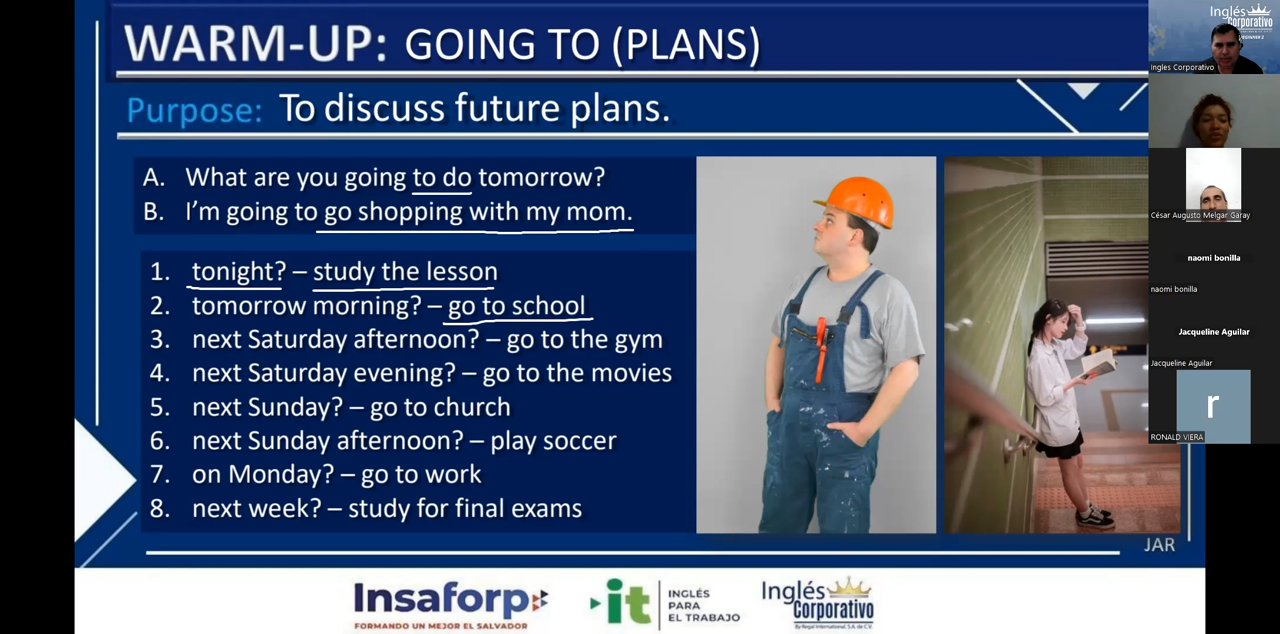 WARM-UP: GOING TO (PLANS)
Purpose: To discuss future plans.
A. What are you going to do tomorrow?
B. I'm going to go shopping with my mom.
1. tonight? – study the lesson
2. tomorrow morning? – go to school
3. next Saturday afternoon? – go to the gym
4. next Saturday evening? – go to the movies
5. next Sunday? – go to church
6. next Sunday afternoon? – play soccer
7. on Monday? – go to work
8. next week? – study for final exams
JAR
Insaforp
FORMANDO UN MEJOR EL SALVADOR
it
INGLÉS
PARA
EL TRABAJO
Inglés
Corporativo
By Regal International, S.A. de C.V.
Inglés
Corporativo
Ingles Corporativo
César Augusto Melgar Garay
naomi bonilla
naomi bonilla
Jacqueline Aguilar
Jacqueline Aguilar
r
RONALD VIERA